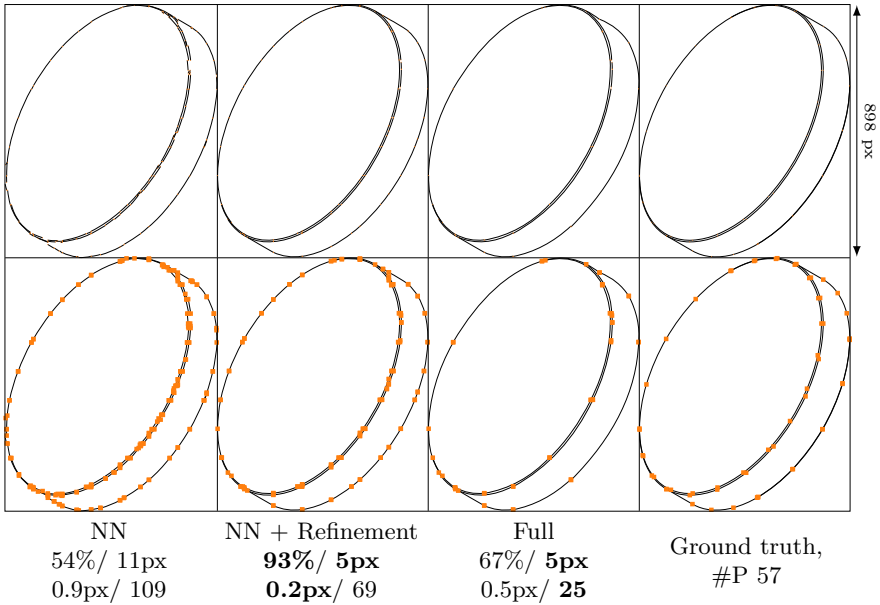 898 px
NN
54%/ 11px
0.9px/ 109
NN + Refinement
93%/ 5px
0.2px/ 69
Full
67%/ 5px
0.5px/ 25
Ground truth,
#P 57